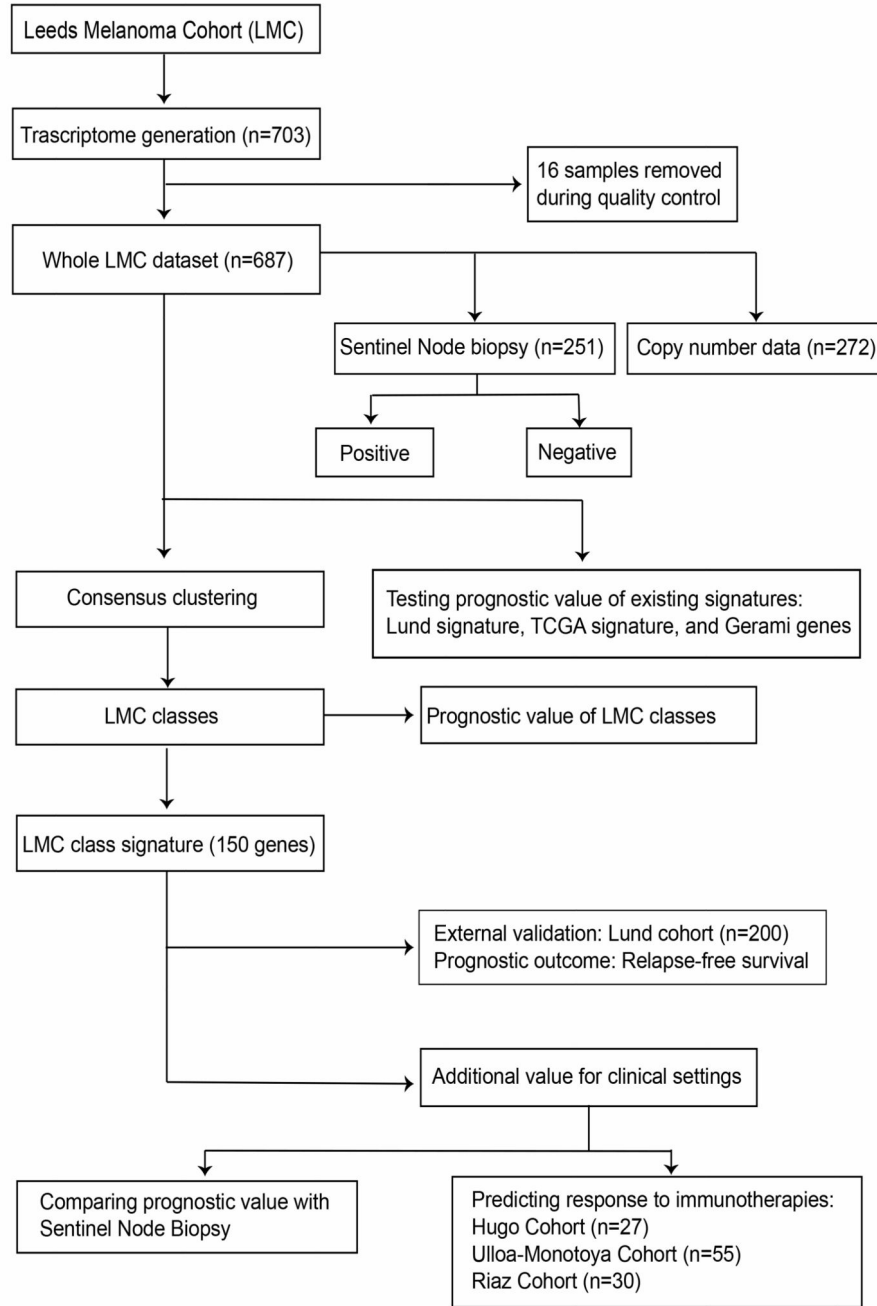 Leeds Melanoma Cohort (LMC)
Trascriptome generation (n=703)
16 samples removed
during quality control
Whole LMC dataset (n=687)
Sentinel Node biopsy (n=251)
Copy number data (n=272)
Positive
Negative
Consensus clustering
Testing prognostic value of existing signatures:
Lund signature, TCGA signature, and Gerami genes
LMC classes
Prognostic value of LMC classes
LMC class signature (150 genes)
External validation: Lund cohort (n=200)
Prognostic outcome: Relapse-free survival
Additional value for clinical settings
Comparing prognostic value with
Sentinel Node Biopsy
Predicting response to immunotherapies:
Hugo Cohort (n=27)
Ulloa-Monotoya Cohort (n=55)
Riaz Cohort (n=30)